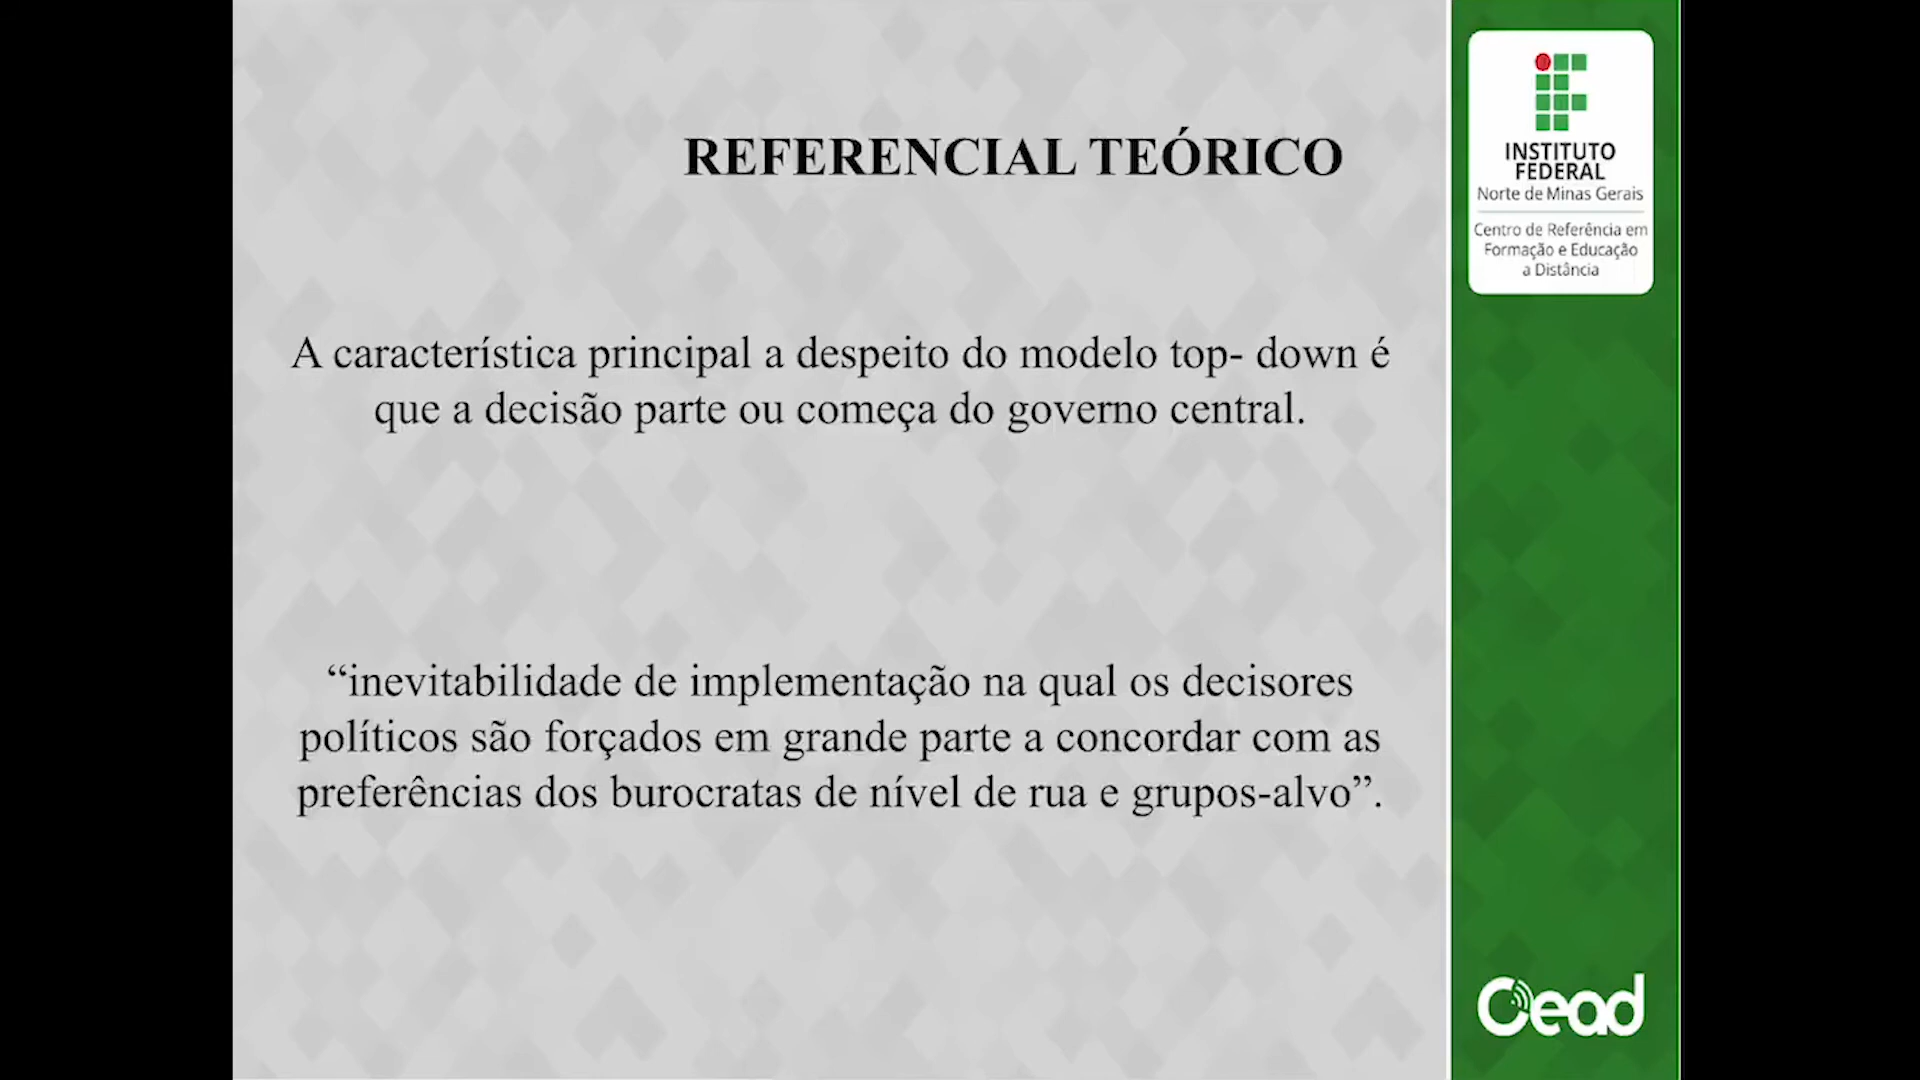 REFERENCIAL TEÓRICO
A característica principal a despeito do modelo top- down é
que a decisão parte ou começa do governo central.
“inevitabilidade de implementação na qual os decisores
políticos são forçados em grande parte a concordar com as
preferências dos burocratas de nível de rua e grupos-alvo”.
INSTITUTO
FEDERAL
Norte de Minas Gerais
Centro de Referência em
Formação e Educação
a Distância
Cead